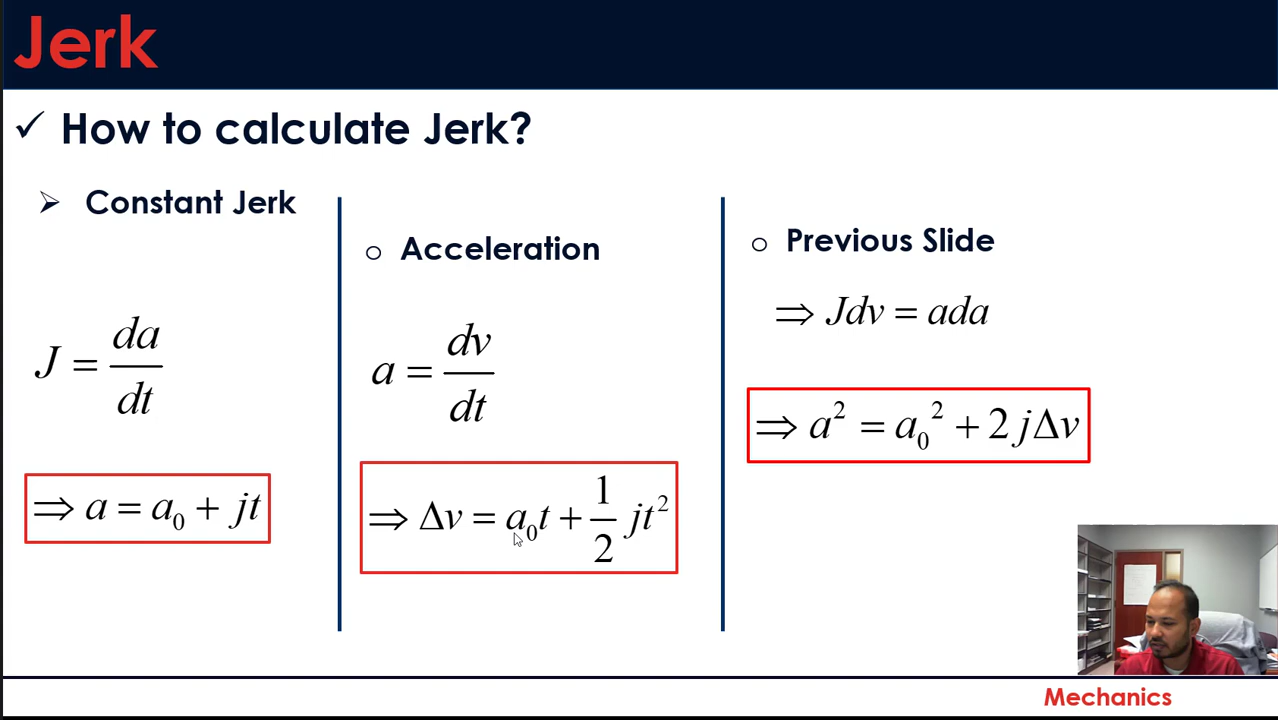 Jerk
✓ How to calculate Jerk?
➢ Constant Jerk
J = da/dt
⇒ a = a₀ + jt
o Acceleration
a = dv/dt
⇒ Δv = a₀t + 1/2 jt²
o Previous Slide
⇒ Jdv = ada
⇒ a² = a₀² + 2jΔv
Mechanics